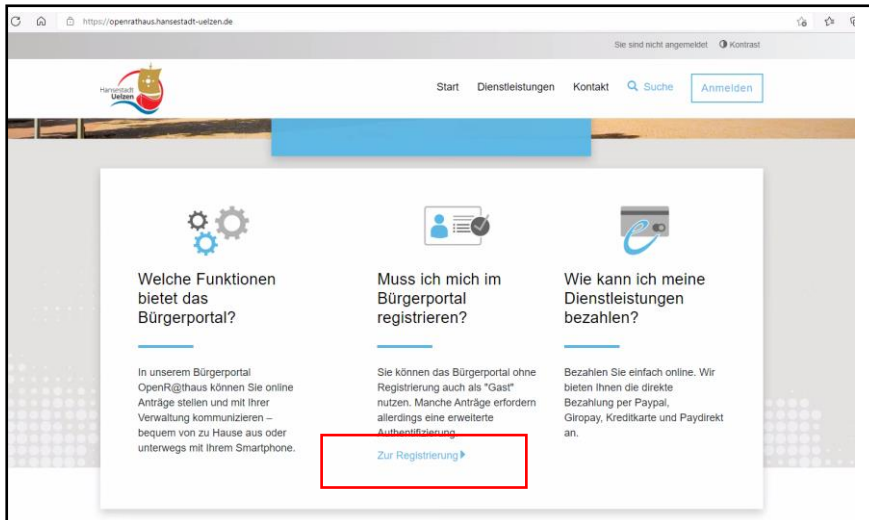 https://openrathaus.hansestadt-uelzen.de
Sie sind nicht angemeldet Kontrast
Hansestadt
Uelzen
Start Dienstleistungen Kontakt Suche Anmelden
Welche Funktionen
bietet das
Bürgerportal?
In unserem Bürgerportal
OpenR@thaus können Sie online
Anträge stellen und mit Ihrer
Verwaltung kommunizieren –
bequem von zu Hause aus oder
unterwegs mit Ihrem Smartphone.
Muss ich mich im
Bürgerportal
registrieren?
Sie können das Bürgerportal ohne
Registrierung auch als "Gast"
nutzen. Manche Anträge erfordern
allerdings eine erweiterte
Authentifizierung.
Zur Registrierung
Wie kann ich meine
Dienstleistungen
bezahlen?
Bezahlen Sie einfach online. Wir
bieten Ihnen die direkte
Bezahlung per Paypal,
Giropay, Kreditkarte und Paydirekt
an.